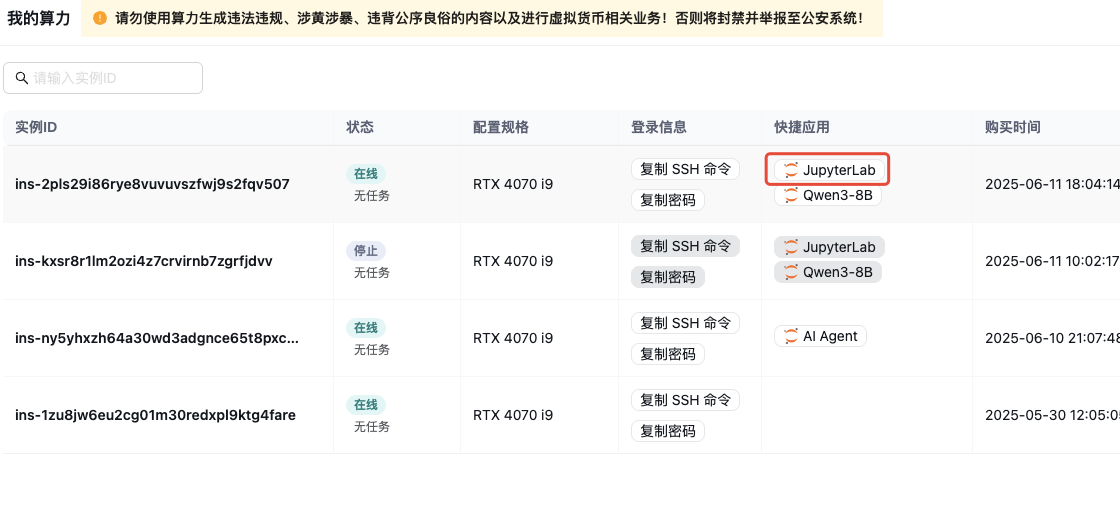 我的算力
请勿使用算力生成违法违规、涉黄涉暴、违背公序良俗的内容以及进行虚拟货币相关业务！否则将封禁并举报至公安系统！
请输入实例ID
实例ID 状态 配置规格 登录信息 快捷应用 购买时间
ins-2pls29i86rye8vuvuvszfwj9s2fqv507 在线 无任务 RTX 4070 i9 复制 SSH 命令 复制密码 JupyterLab Qwen3-8B 2025-06-11 18:04:14
ins-kxsr8r1lm2ozi4z7crvirnb7zgrfjdvv 停止 无任务 RTX 4070 i9 复制 SSH 命令 复制密码 JupyterLab Qwen3-8B 2025-06-11 10:02:17
ins-ny5yhxzh64a30wd3adgnce65t8pxc... 在线 无任务 RTX 4070 i9 复制 SSH 命令 复制密码 AI Agent 2025-06-10 21:07:48
ins-1zu8jw6eu2cg01m30redxpl9ktg4fare 在线 无任务 RTX 4070 i9 复制 SSH 命令 复制密码 2025-05-30 12:05:0